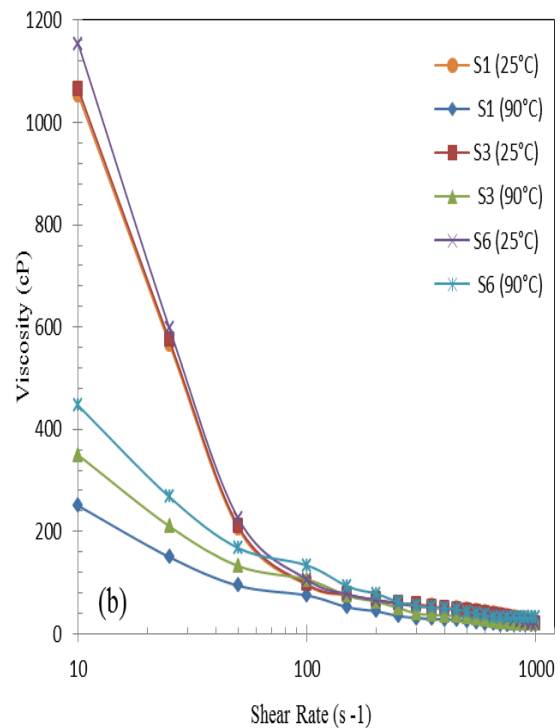 1200
1000
800
600
400
200
0
Viscosity (cP)
S1 (25°C)
S1 (90°C)
S3 (25°C)
S3 (90°C)
S6 (25°C)
S6 (90°C)
(b)
10
100
1000
Shear Rate (s -1)